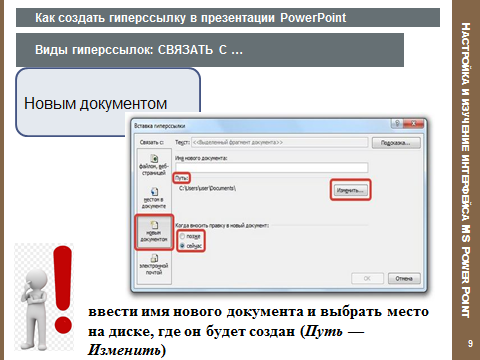 Как создать гиперссылку в презентации PowerPoint
Виды гиперссылок: СВЯЗАТЬ С ...
Новым документом
Вставка гиперссылки
Связать с:
Текст: <<Выделенный фрагмент документа>>
Подсказка...
файлом, веб-
страницей
местом в
документе
новым
документом
электронной
почтой
Имя нового документа:
Путь:
C:\Users\user\Documents\
Изменить...
Когда вносить правку в новый документ:
позже
сейчас
ОК
Отмена
ввести имя нового документа и выбрать место
на диске, где он будет создан (Путь —
Изменить)
НАСТРОЙКА И ИЗУЧЕНИЕ ИНТЕРФЕЙСА MS POWER POINT
9